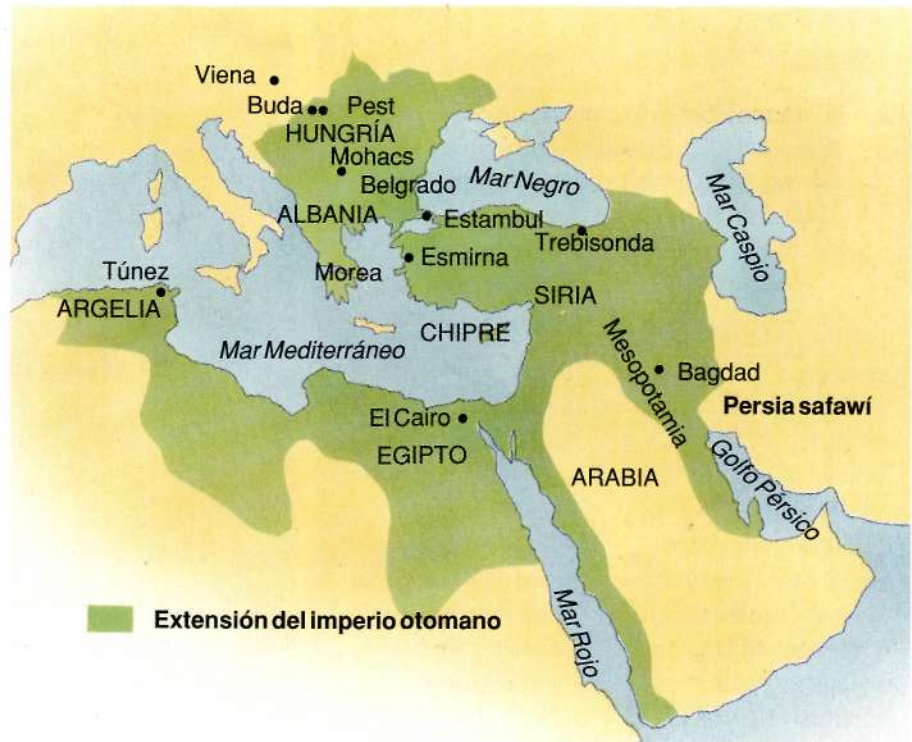 Viena
Buda
Pest
HUNGRÍA
Mohacs
Belgrado
Mar Negro
Mar Caspio
ALBANIA
Estambul
Trebisonda
Túnez
Morea
Esmirna
ARGELIA
SIRIA
CHIPRE
Mar Mediterráneo
Mesopotamia
Bagdad
Persia safawí
El Cairo
EGIPTO
ARABIA
Golfo Pérsico
Mar Rojo
Extensión del imperio otomano